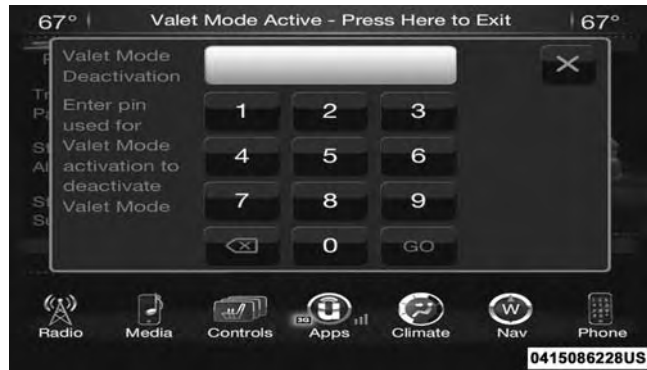 67° Valet Mode Active - Press Here to Exit 67°
Valet Mode
Deactivation
Enter pin
used for
Valet Mode
activation to
deactivate
Valet Mode
1 2 3
4 5 6
7 8 9
0 GO
3G
Radio Media Controls Apps Climate Nav Phone
0415086228US